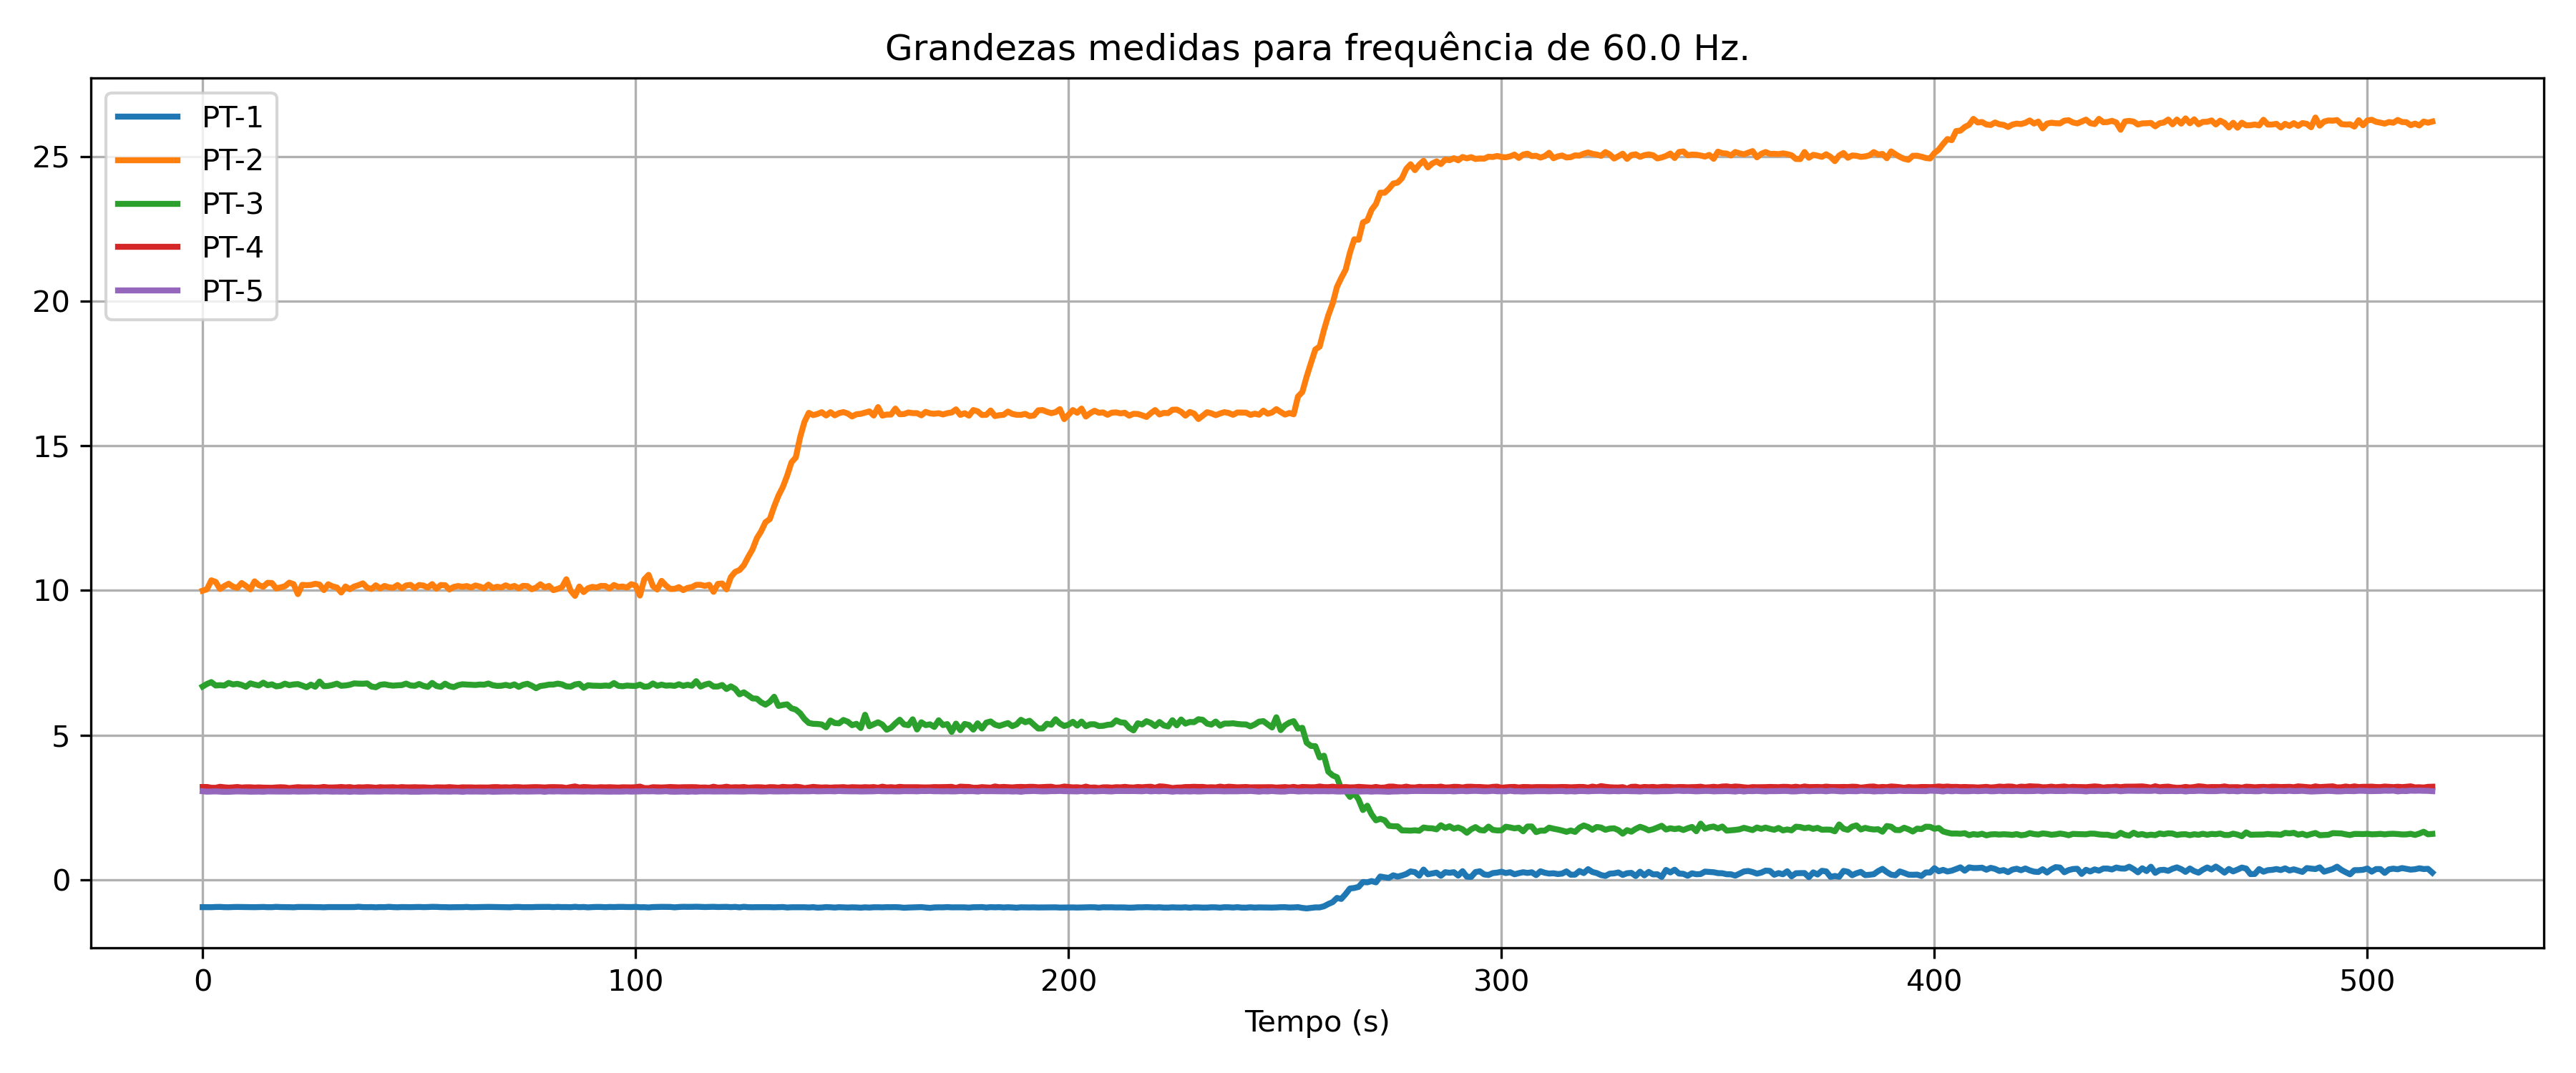 Grandezas medidas para frequência de 60.0 Hz.
PT-1
PT-2
PT-3
PT-4
PT-5
25
20
15
10
5
0
0 100 200 300 400 500
Tempo (s)